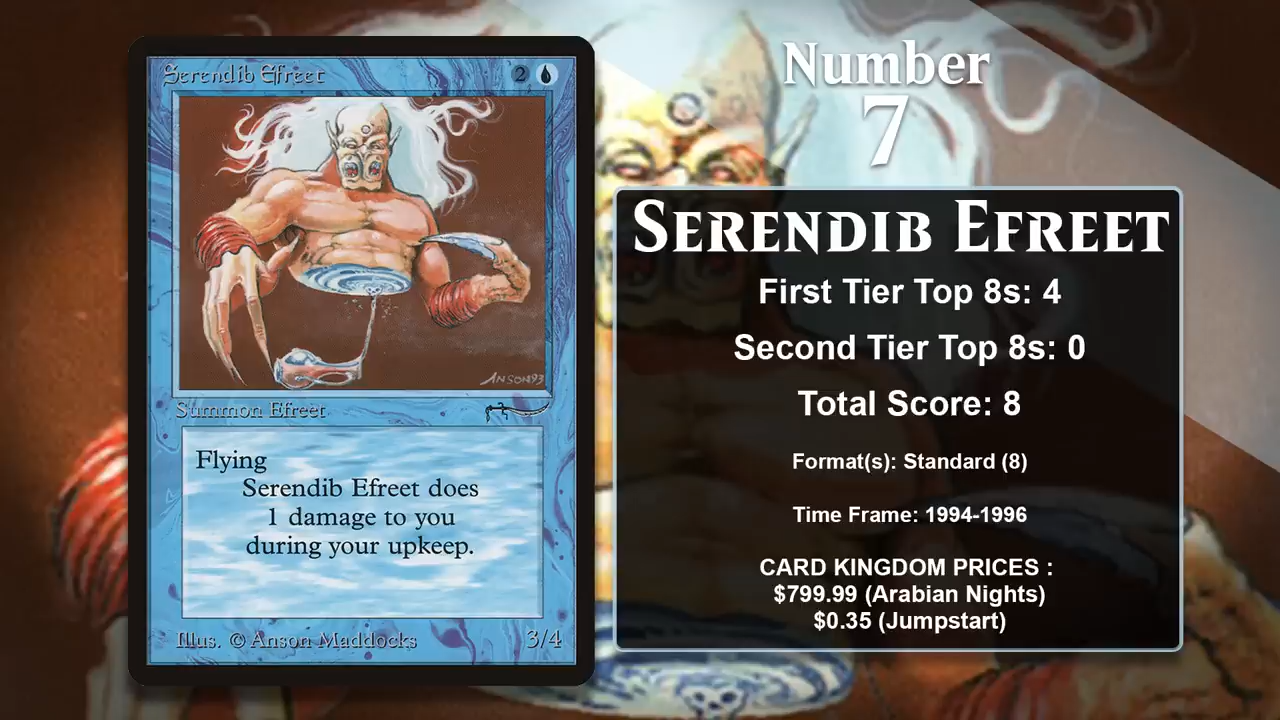 Serendib Efreet 2
ANSON93
Summon Efreet
Flying
Serendib Efreet does
1 damage to you
during your upkeep.
Illus. © Anson Maddocks 3/4
Number
7
SERENDIB EFREET
First Tier Top 8s: 4
Second Tier Top 8s: 0
Total Score: 8
Format(s): Standard (8)
Time Frame: 1994-1996
CARD KINGDOM PRICES :
$799.99 (Arabian Nights)
$0.35 (Jumpstart)